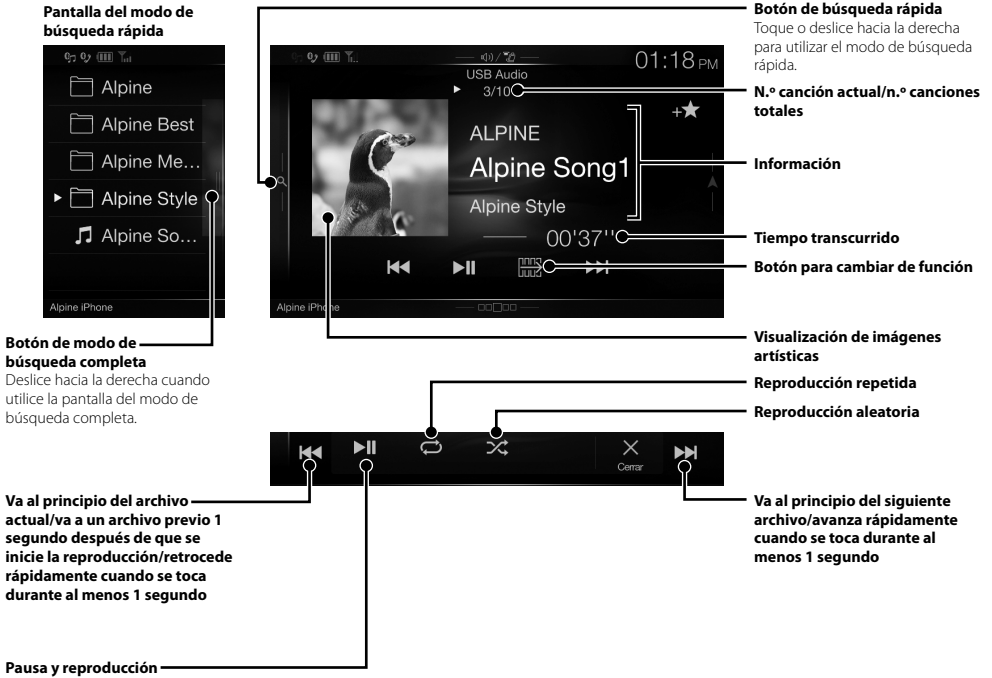 Pantalla del modo de
búsqueda rápida
Alpine
Alpine Best
Alpine Me...
Alpine Style
Alpine So...
Alpine iPhone
Botón de modo de
búsqueda completa
Deslice hacia la derecha cuando
utilice la pantalla del modo de
búsqueda completa.
01:18 PM
USB Audio
3/10
ALPINE
Alpine Song1
Alpine Style
00'37''
Alpine iPhone
Botón de búsqueda rápida
Toque o deslice hacia la derecha
para utilizar el modo de búsqueda
rápida.
N.º canción actual/n.º canciones
totales
Información
Tiempo transcurrido
Botón para cambiar de función
Visualización de imágenes
artísticas
Reproducción repetida
Reproducción aleatoria
Cerrar
Va al principio del archivo
actual/va a un archivo previo 1
segundo después de que se
inicie la reproducción/retrocede
rápidamente cuando se toca
durante al menos 1 segundo
Va al principio del siguiente
archivo/avanza rápidamente
cuando se toca durante al
menos 1 segundo
Pausa y reproducción